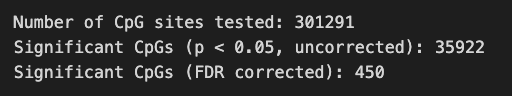 Number of CpG sites tested: 301291
Significant CpGs (p < 0.05, uncorrected): 35922
Significant CpGs (FDR corrected): 450